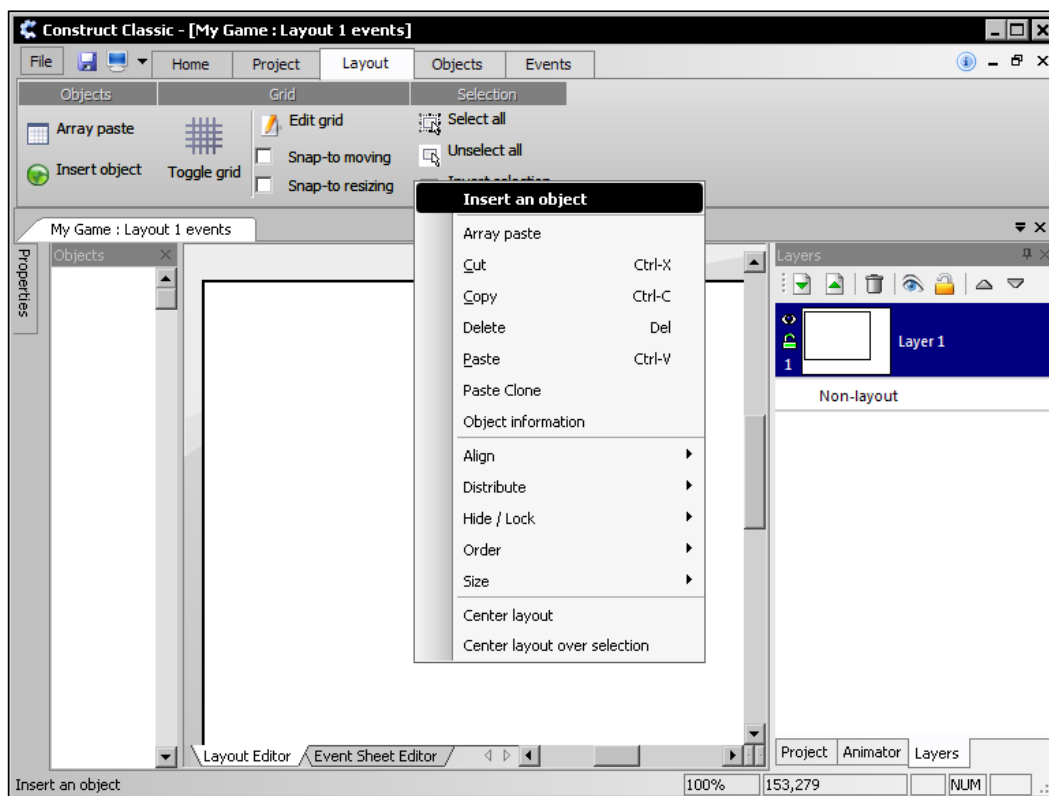 Construct Classic - [My Game : Layout 1 events]
File Home Project Layout Objects Events
Objects Grid Selection
Array paste
Insert object
Toggle grid
Edit grid
Snap-to moving
Snap-to resizing
Select all
Unselect all
Invert selection
My Game : Layout 1 events
Properties
Objects
Insert an object
Array paste
Cut Ctrl-X
Copy Ctrl-C
Delete Del
Paste Ctrl-V
Paste Clone
Object information
Align
Distribute
Hide / Lock
Order
Size
Center layout
Center layout over selection
Layers
1
Layer 1
Non-layout
Layout Editor Event Sheet Editor
Project Animator Layers
Insert an object 100% 153,279 NUM